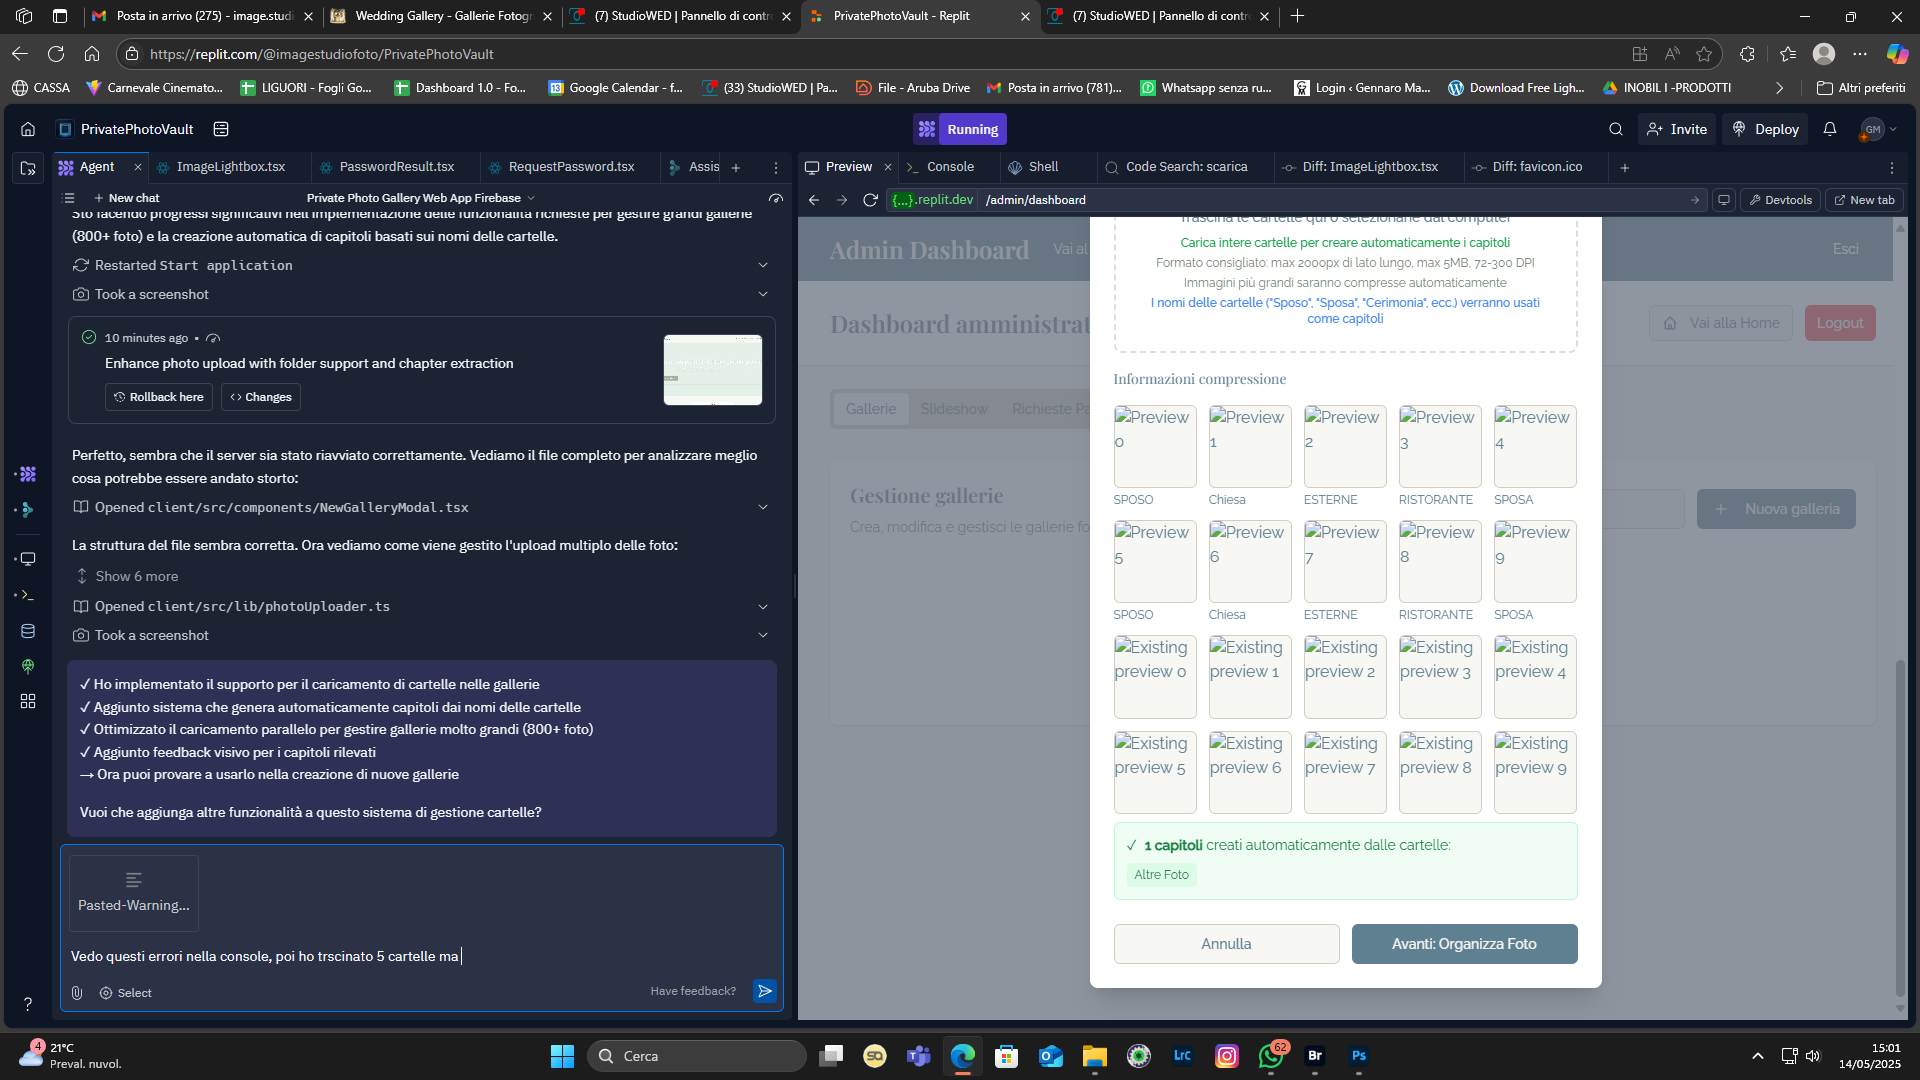 Posta in arrivo (275) - image.studi
Wedding Gallery - Gallerie Fotogr
(7) StudioWED | Pannello di contr
PrivatePhotoVault - Replit
(7) StudioWED | Pannello di contr
https://replit.com/@imagestudiofoto/PrivatePhotoVault
CASSA
Carnevale Cinemato...
LIGUORI - Fogli Go...
Dashboard 1.0 - Fo...
Google Calendar - f...
(33) StudioWED | Pa...
File - Aruba Drive
Posta in arrivo (781)...
Whatsapp senza ru...
Login ‹ Gennaro Ma...
Download Free Ligh...
INOBIL I -PRODOTTI
Altri preferiti
PrivatePhotoVault
Running
Invite
Deploy
GM
Agent
ImageLightbox.tsx
PasswordResult.tsx
RequestPassword.tsx
Assis
New chat
Private Photo Gallery Web App Firebase
Sto facendo progressi significativi nell'implementazione delle funzionalità richieste per gestire grandi gallerie
(800+ foto) e la creazione automatica di capitoli basati sui nomi delle cartelle.
Restarted Start application
Took a screenshot
10 minutes ago •
Enhance photo upload with folder support and chapter extraction
Rollback here
Changes
Perfetto, sembra che il server sia stato riavviato correttamente. Vediamo il file completo per analizzare meglio
cosa potrebbe essere andato storto:
Opened client/src/components/NewGalleryModal.tsx
La struttura del file sembra corretta. Ora vediamo come viene gestito l'upload multiplo delle foto:
Show 6 more
Opened client/src/lib/photoUploader.ts
Took a screenshot
✓ Ho implementato il supporto per il caricamento di cartelle nelle gallerie
✓ Aggiunto sistema che genera automaticamente capitoli dai nomi delle cartelle
✓ Ottimizzato il caricamento parallelo per gestire gallerie molto grandi (800+ foto)
✓ Aggiunto feedback visivo per i capitoli rilevati
→ Ora puoi provare a usarlo nella creazione di nuove gallerie
Vuoi che aggiunga altre funzionalità a questo sistema di gestione cartelle?
Pasted-Warning...
Vedo questi errori nella console, poi ho trscinato 5 cartelle ma
Select
Have feedback?
Preview
Console
Shell
Code Search: scarica
Diff: ImageLightbox.tsx
Diff: favicon.ico
{...}.replit.dev
/admin/dashboard
Devtools
New tab
Admin Dashboard
Vai al
Esci
Dashboard amministrat
Vai alla Home
Logout
Gallerie
Slideshow
Richieste Pa
Gestione gallerie
Crea, modifica e gestisci le gallerie fo
Nuova galleria
Trascina le cartelle qui o selezionane dal computer
Carica intere cartelle per creare automaticamente i capitoli
Formato consigliato: max 2000px di lato lungo, max 5MB, 72-300 DPI
Immagini più grandi saranno compresse automaticamente
I nomi delle cartelle ("Sposo", "Sposa", "Cerimonia", ecc.) verranno usati
come capitoli
Informazioni compressione
Preview 0
Preview 1
Preview 2
Preview 3
Preview 4
SPOSO
Chiesa
ESTERNE
RISTORANTE
SPOSA
Preview 5
Preview 6
Preview 7
Preview 8
Preview 9
SPOSO
Chiesa
ESTERNE
RISTORANTE
SPOSA
Existing preview 0
Existing preview 1
Existing preview 2
Existing preview 3
Existing preview 4
Existing preview 5
Existing preview 6
Existing preview 7
Existing preview 8
Existing preview 9
✓ 1 capitoli creati automaticamente dalle cartelle:
Altre Foto
Annulla
Avanti: Organizza Foto
4
21°C
Preval. nuvol.
Cerca
SQ
LrC
62
Br
Ps
15:01
14/05/2025